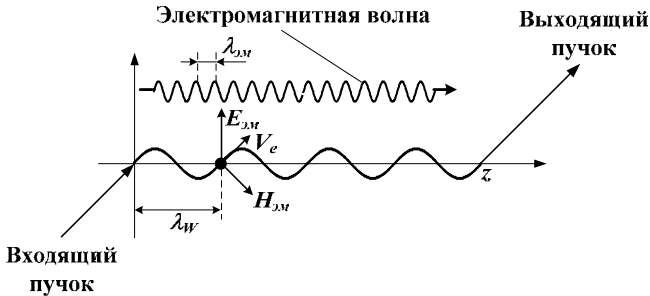 Электромагнитная волна
Выходящий
пучок
λэм
Eэм
Ve
z
Hэм
λW
Входящий
пучок